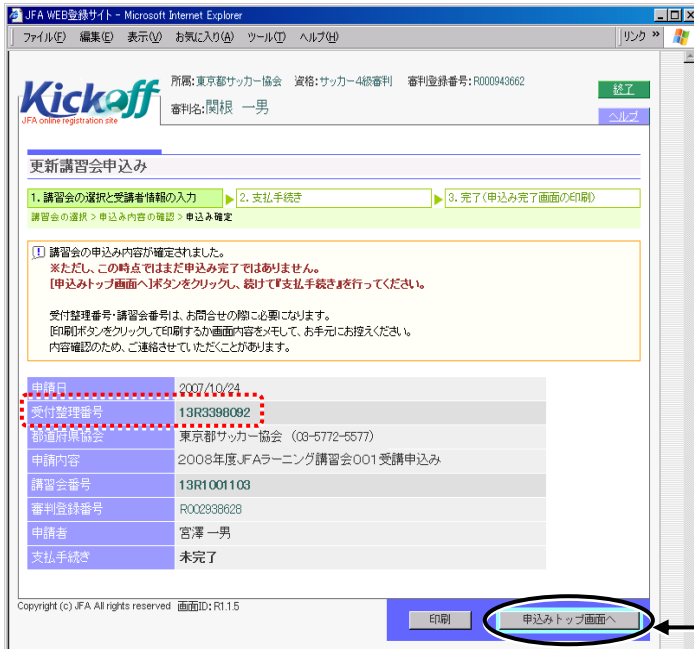 JFA WEB登録サイト - Microsoft Internet Explorer
ファイル(F) 編集(E) 表示(V) お気に入り(A) ツール(T) ヘルプ(H) リンク »
Kickoff
JFA online registration site
所属:東京都サッカー協会 資格:サッカー4級審判 審判登録番号:R000943662
審判名:関根 一男
終了
ヘルプ
更新講習会申込み
1. 講習会の選択と受講者情報の入力 2. 支払手続き 3. 完了(申込み完了画面の印刷)
講習会の選択 > 申込み内容の確認 > 申込み確定
講習会の申込み内容が確定されました。
※ただし、この時点ではまだ申込み完了ではありません。
[申込みトップ画面へ]ボタンをクリックし、続けて『支払手続き』を行ってください。
受付整理番号・講習会番号は、お問合せの際に必要になります。
[印刷]ボタンをクリックして印刷するか画面内容をメモして、お手元にお控えください。
内容確認のため、ご連絡させていただくことがあります。
申請日 2007/10/24
受付整理番号 13R3398092
都道府県協会 東京都サッカー協会 (03-5772-5577)
申請内容 2008年度JFAラーニング講習会001受講申込み
講習会番号 13R1001103
審判登録番号 R002938628
申請者 宮澤 一男
支払手続き 未完了
Copyright (c) JFA All rights reserved 画面ID: R1.1.5
印刷 申込みトップ画面へ